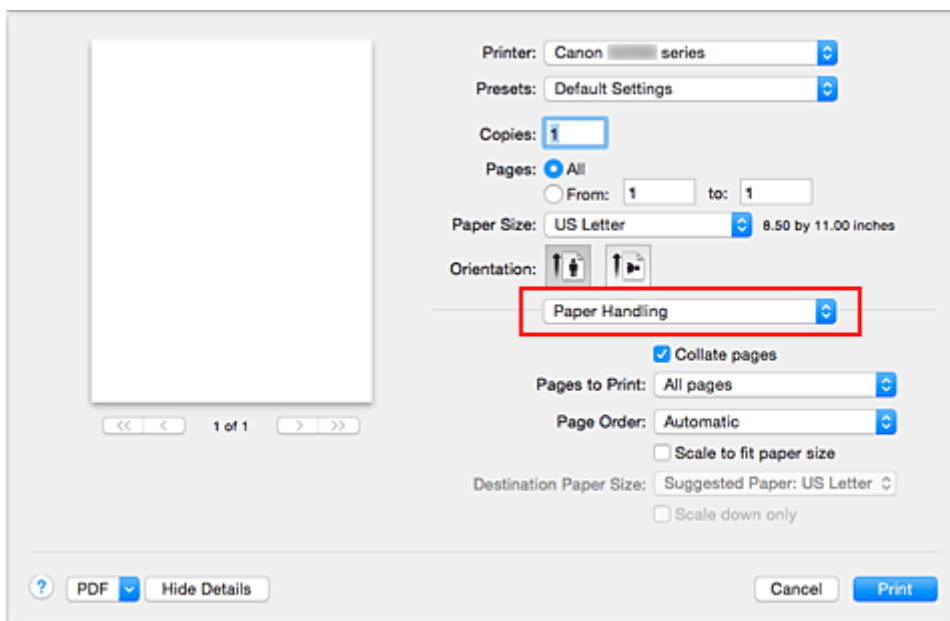 Printer: Canon series
Presets: Default Settings
Copies: 1
Pages: All
From: 1 to: 1
Paper Size: US Letter 8.50 by 11.00 inches
Orientation:
Paper Handling
Collate pages
Pages to Print: All pages
Page Order: Automatic
Scale to fit paper size
Destination Paper Size: Suggested Paper: US Letter
Scale down only
<< < 1 of 1 > >>
? PDF Hide Details Cancel Print